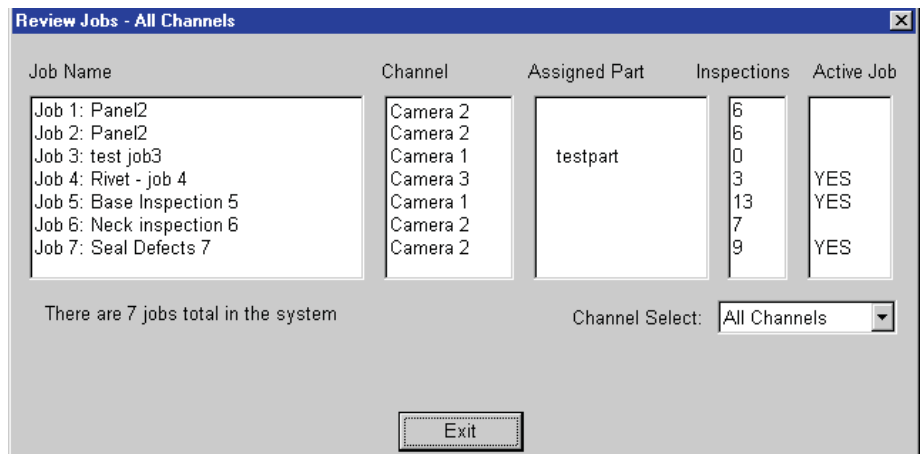 Review Jobs - All Channels
Job Name Channel Assigned Part Inspections Active Job
Job 1: Panel2 Camera 2 6
Job 2: Panel2 Camera 2 6
Job 3: test job3 Camera 1 testpart 0
Job 4: Rivet - job 4 Camera 3 3 YES
Job 5: Base Inspection 5 Camera 1 13 YES
Job 6: Neck inspection 6 Camera 2 7
Job 7: Seal Defects 7 Camera 2 9 YES
There are 7 jobs total in the system Channel Select: All Channels
Exit